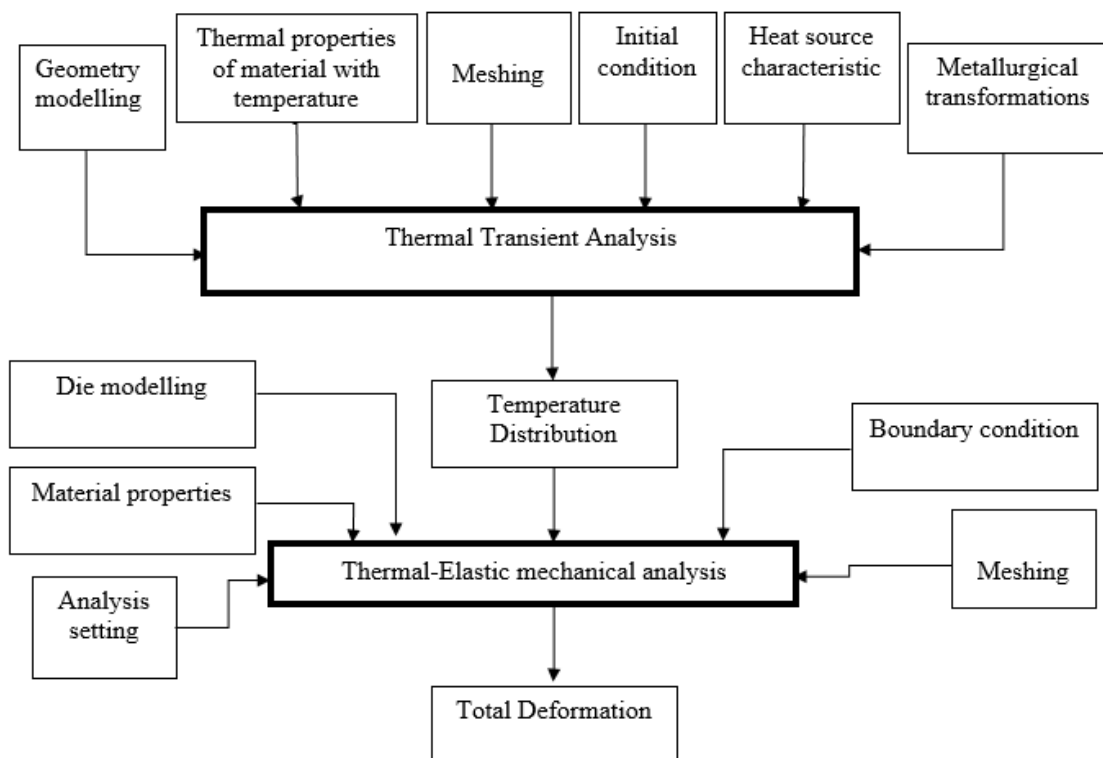 Geometry
modelling
Thermal properties
of material with
temperature
Meshing
Initial
condition
Heat source
characteristic
Metallurgical
transformations
Thermal Transient Analysis
Die modelling
Temperature
Distribution
Boundary condition
Material properties
Thermal-Elastic mechanical analysis
Meshing
Analysis
setting
Total Deformation